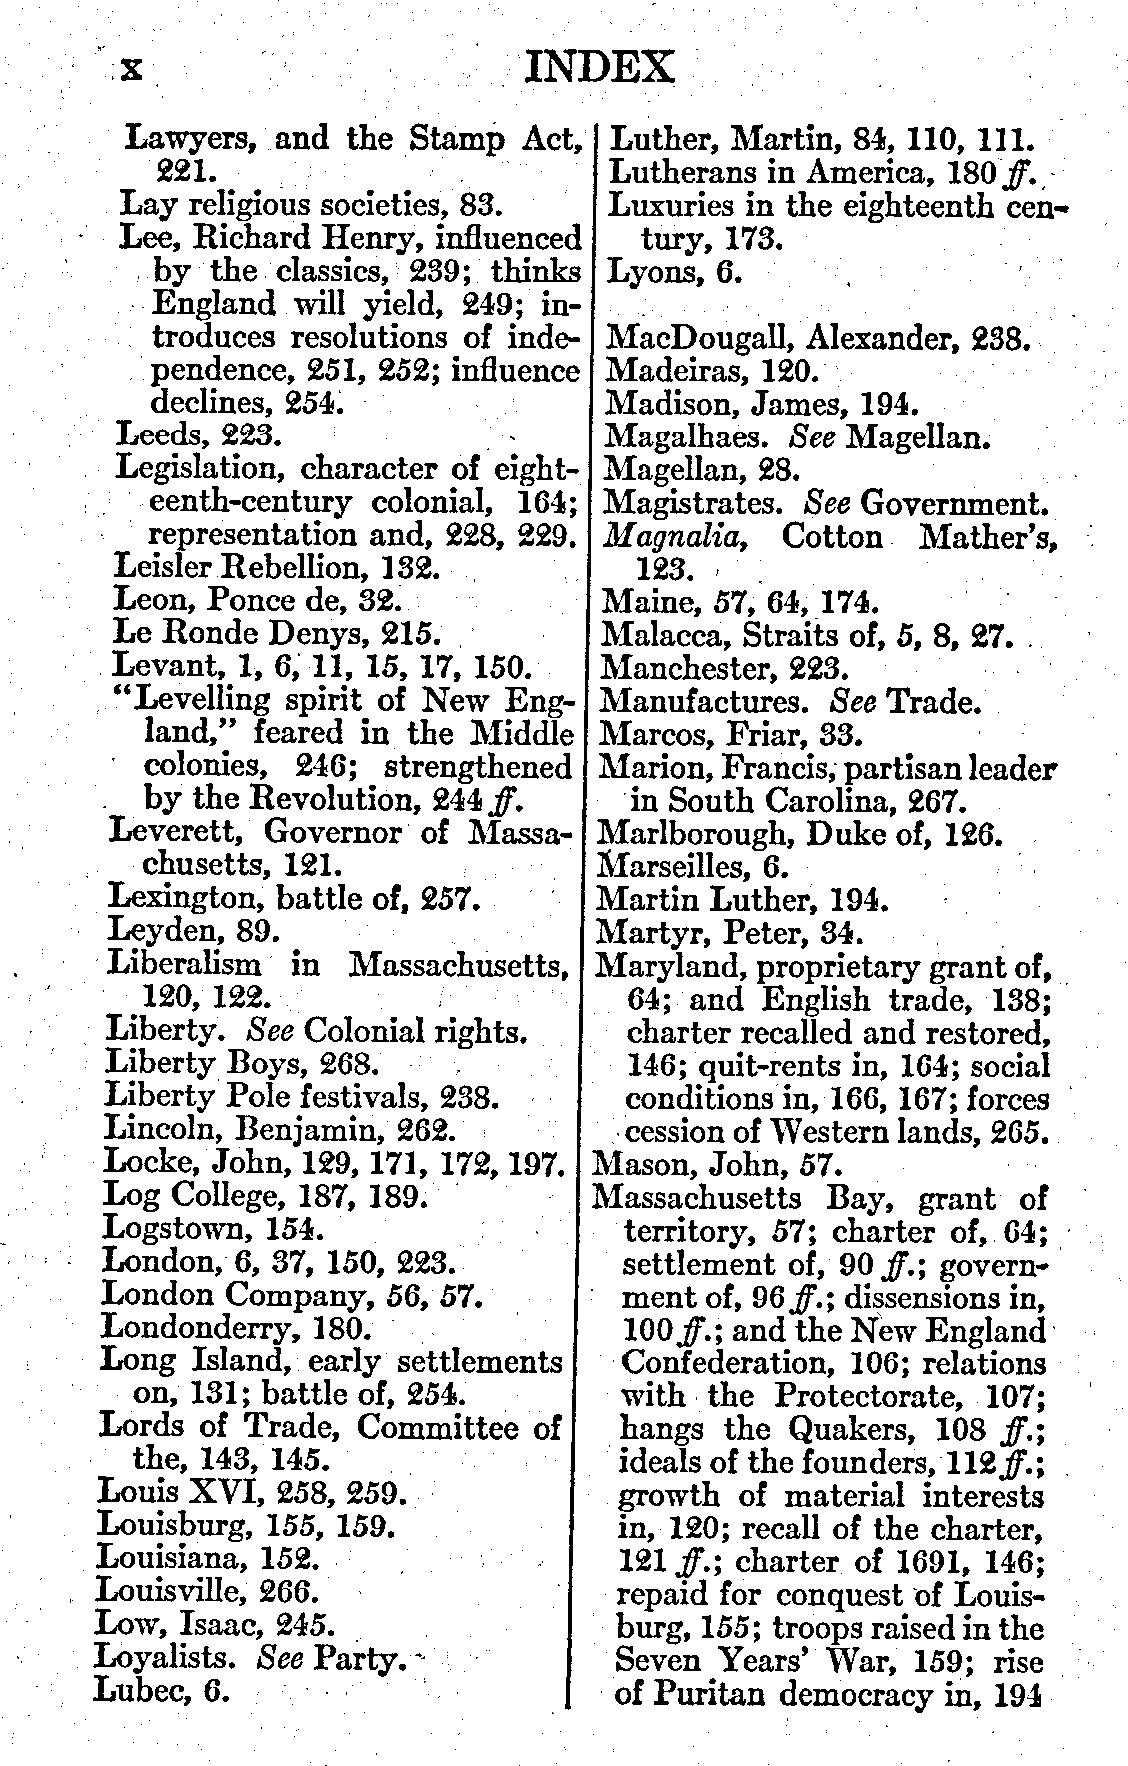 x INDEX
Lawyers, and the Stamp Act,
221.
Lay religious societies, 83.
Lee, Richard Henry, influenced
by the classics, 239; thinks
England will yield, 249; in-
troduces resolutions of inde-
pendence, 251, 252; influence
declines, 254.
Leeds, 223.
Legislation, character of eight-
eenth-century colonial, 164;
representation and, 228, 229.
Leisler Rebellion, 132.
Leon, Ponce de, 32.
Le Ronde Denys, 215.
Levant, 1, 6, 11, 15, 17, 150.
"Levelling spirit of New Eng-
land," feared in the Middle
colonies, 246; strengthened
by the Revolution, 244 ff.
Leverett, Governor of Massa-
chusetts, 121.
Lexington, battle of, 257.
Leyden, 89.
Liberalism in Massachusetts,
120, 122.
Liberty. See Colonial rights.
Liberty Boys, 268.
Liberty Pole festivals, 238.
Lincoln, Benjamin, 262.
Locke, John, 129, 171, 172, 197.
Log College, 187, 189.
Logstown, 154.
London, 6, 37, 150, 223.
London Company, 56, 57.
Londonderry, 180.
Long Island, early settlements
on, 131; battle of, 254.
Lords of Trade, Committee of
the, 143, 145.
Louis XVI, 258, 259.
Louisburg, 155, 159.
Louisiana, 152.
Louisville, 266.
Low, Isaac, 245.
Loyalists. See Party.
Lubec, 6.
Luther, Martin, 84, 110, 111.
Lutherans in America, 180 ff.
Luxuries in the eighteenth cen-
tury, 173.
Lyons, 6.
MacDougall, Alexander, 238.
Madeiras, 120.
Madison, James, 194.
Magalhaes. See Magellan.
Magellan, 28.
Magistrates. See Government.
Magnalia, Cotton Mather's,
123.
Maine, 57, 64, 174.
Malacca, Straits of, 5, 8, 27.
Manchester, 223.
Manufactures. See Trade.
Marcos, Friar, 33.
Marion, Francis, partisan leader
in South Carolina, 267.
Marlborough, Duke of, 126.
Marseilles, 6.
Martin Luther, 194.
Martyr, Peter, 34.
Maryland, proprietary grant of,
64; and English trade, 138;
charter recalled and restored,
146; quit-rents in, 164; social
conditions in, 166, 167; forces
cession of Western lands, 265.
Mason, John, 57.
Massachusetts Bay, grant of
territory, 57; charter of, 64;
settlement of, 90 ff.; govern-
ment of, 96 ff.; dissensions in,
100 ff.; and the New England
Confederation, 106; relations
with the Protectorate, 107;
hangs the Quakers, 108 ff.;
ideals of the founders, 112 ff.;
growth of material interests
in, 120; recall of the charter,
121 ff.; charter of 1691, 146;
repaid for conquest of Louis-
burg, 155; troops raised in the
Seven Years' War, 159; rise
of Puritan democracy in, 194